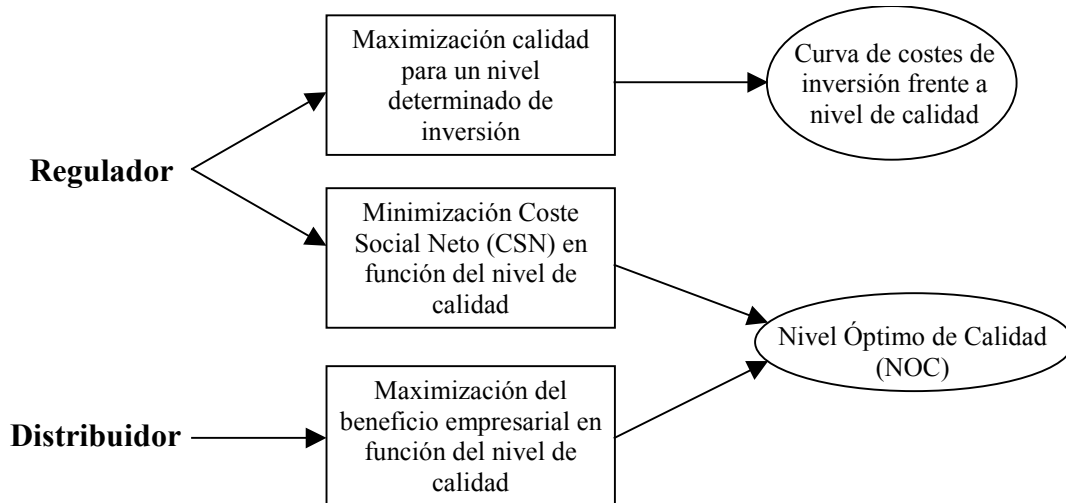 Maximización calidad
para un nivel
determinado de
inversión
Curva de costes de
inversión frente a
nivel de calidad
Regulador
Minimización Coste
Social Neto (CSN) en
función del nivel de
calidad
Nivel Óptimo de Calidad
(NOC)
Distribuidor
Maximización del
beneficio empresarial en
función del nivel de
calidad